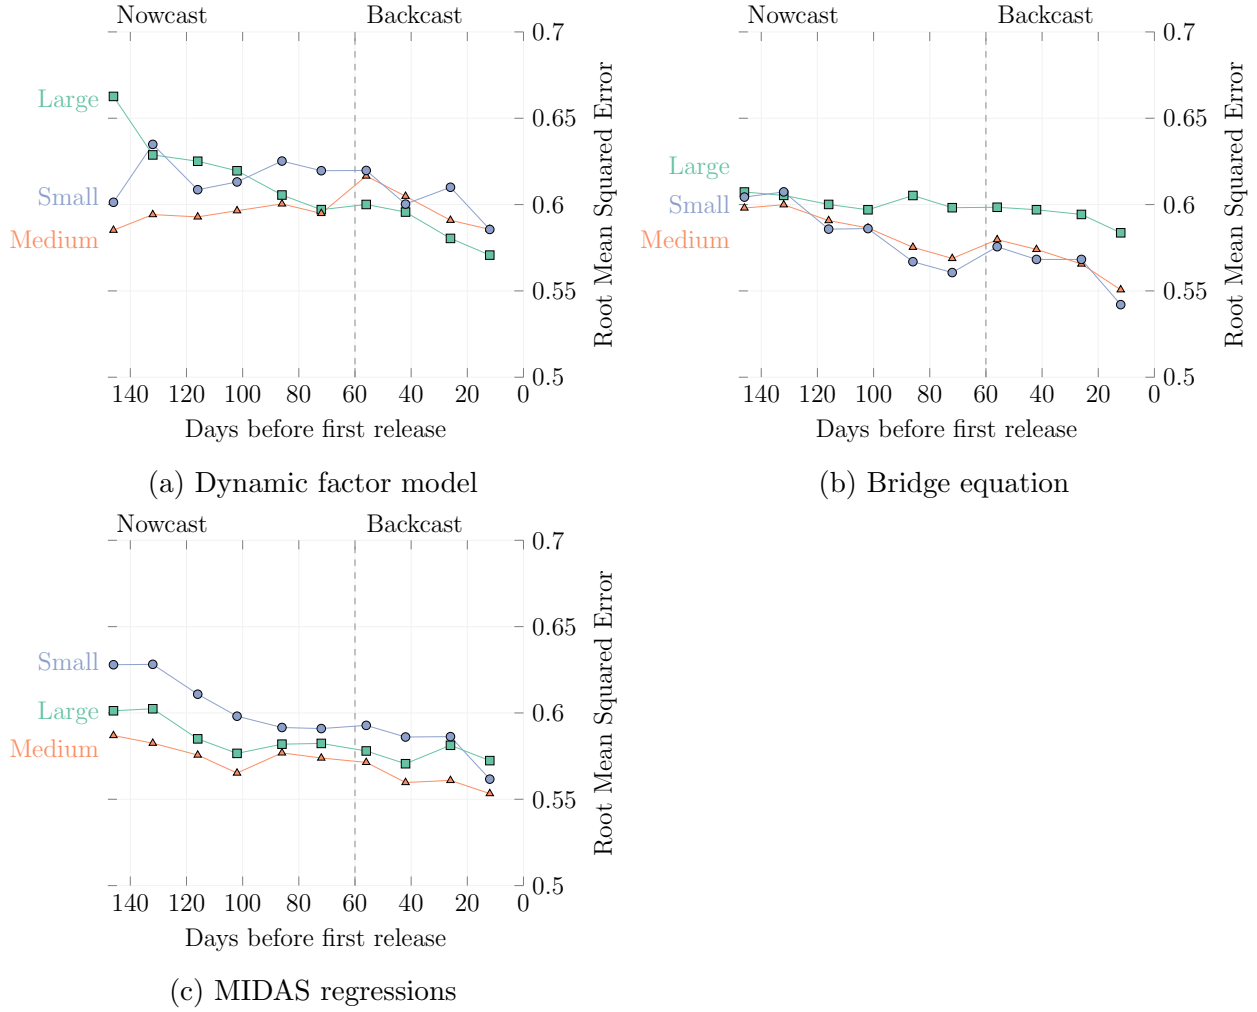 Nowcast Backcast
0.7
0.65
0.6
0.55
0.5
Large
Small
Medium
Root Mean Squared Error
140 120 100 80 60 40 20 0
Days before first release
(a) Dynamic factor model
Nowcast Backcast
0.7
0.65
0.6
0.55
0.5
Large
Small
Medium
Root Mean Squared Error
140 120 100 80 60 40 20 0
Days before first release
(b) Bridge equation
Nowcast Backcast
0.7
0.65
0.6
0.55
0.5
Small
Large
Medium
Root Mean Squared Error
140 120 100 80 60 40 20 0
Days before first release
(c) MIDAS regressions